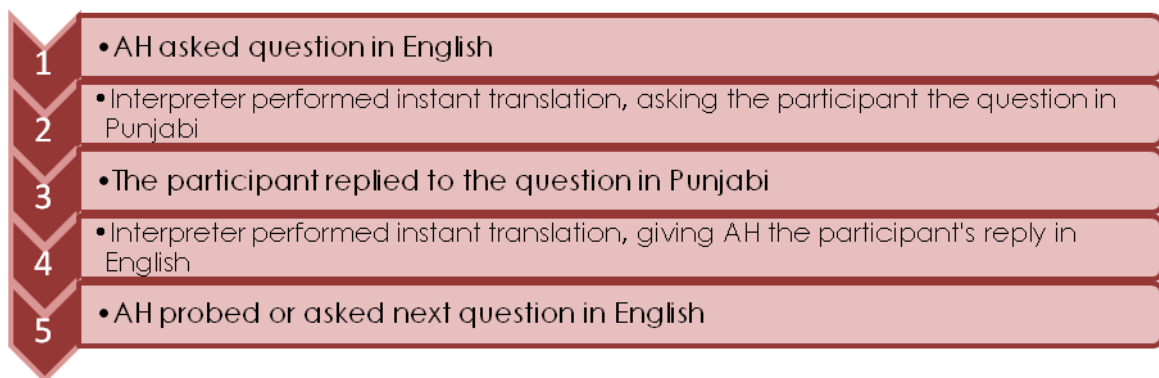 1
•AH asked question in English
2
•Interpreter performed instant translation, asking the participant the question in
Punjabi
3
•The participant replied to the question in Punjabi
4
•Interpreter performed instant translation, giving AH the participant's reply in
English
5
•AH probed or asked next question in English